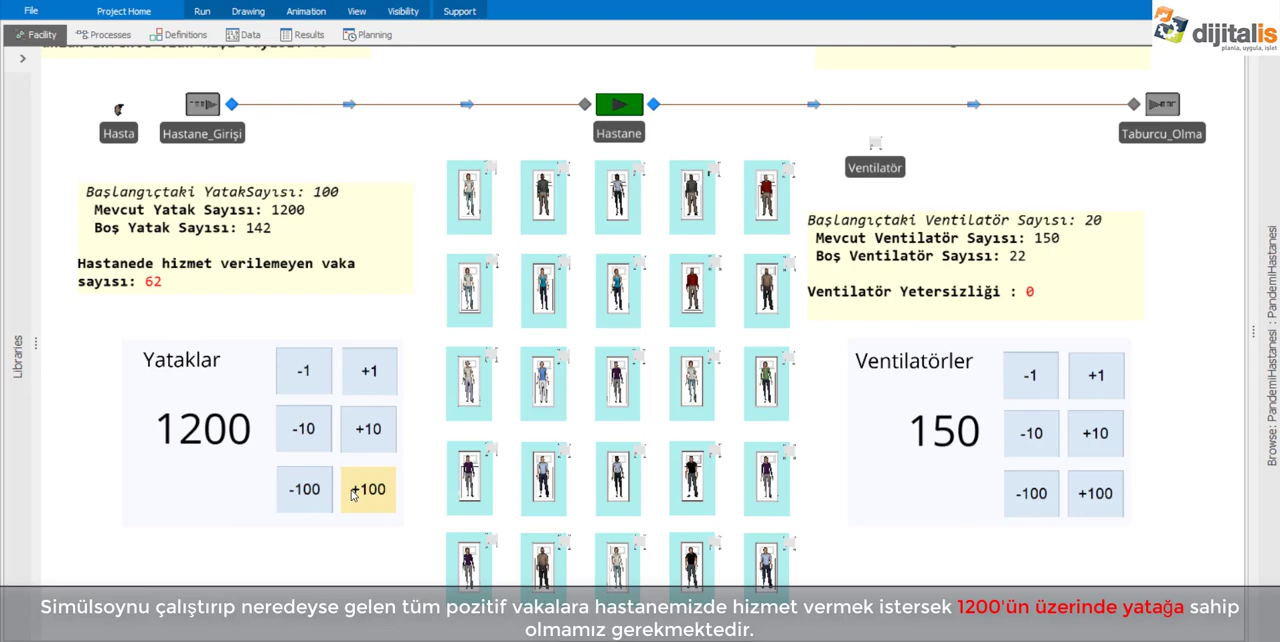 File Project Home Run Drawing Animation View Visibility Support
Facility Processes Definitions Data Results Planning
dijitalis
planla, uygula, işlet
Hasta
Hastane_Girişi
Hastane
Ventilatör
Taburcu_Olma
Başlangıçtaki YatakSayısı: 100
Mevcut Yatak Sayısı: 1200
Boş Yatak Sayısı: 142
Hastanede hizmet verilemeyen vaka
sayısı: 62
Başlangıçtaki Ventilatör Sayısı: 20
Mevcut Ventilatör Sayısı: 150
Boş Ventilatör Sayısı: 22
Ventilatör Yetersizliği : 0
Yataklar
-1 +1
1200
-10 +10
-100 +100
Ventilatörler
-1 +1
150
-10 +10
-100 +100
Libraries
Browse: PandemiHastanesi : PandemiHastanesi
Simülsoynu çalıştırıp neredeyse gelen tüm pozitif vakalara hastanemizde hizmet vermek istersek 1200'ün üzerinde yatağa sahip
olmamız gerekmektedir.